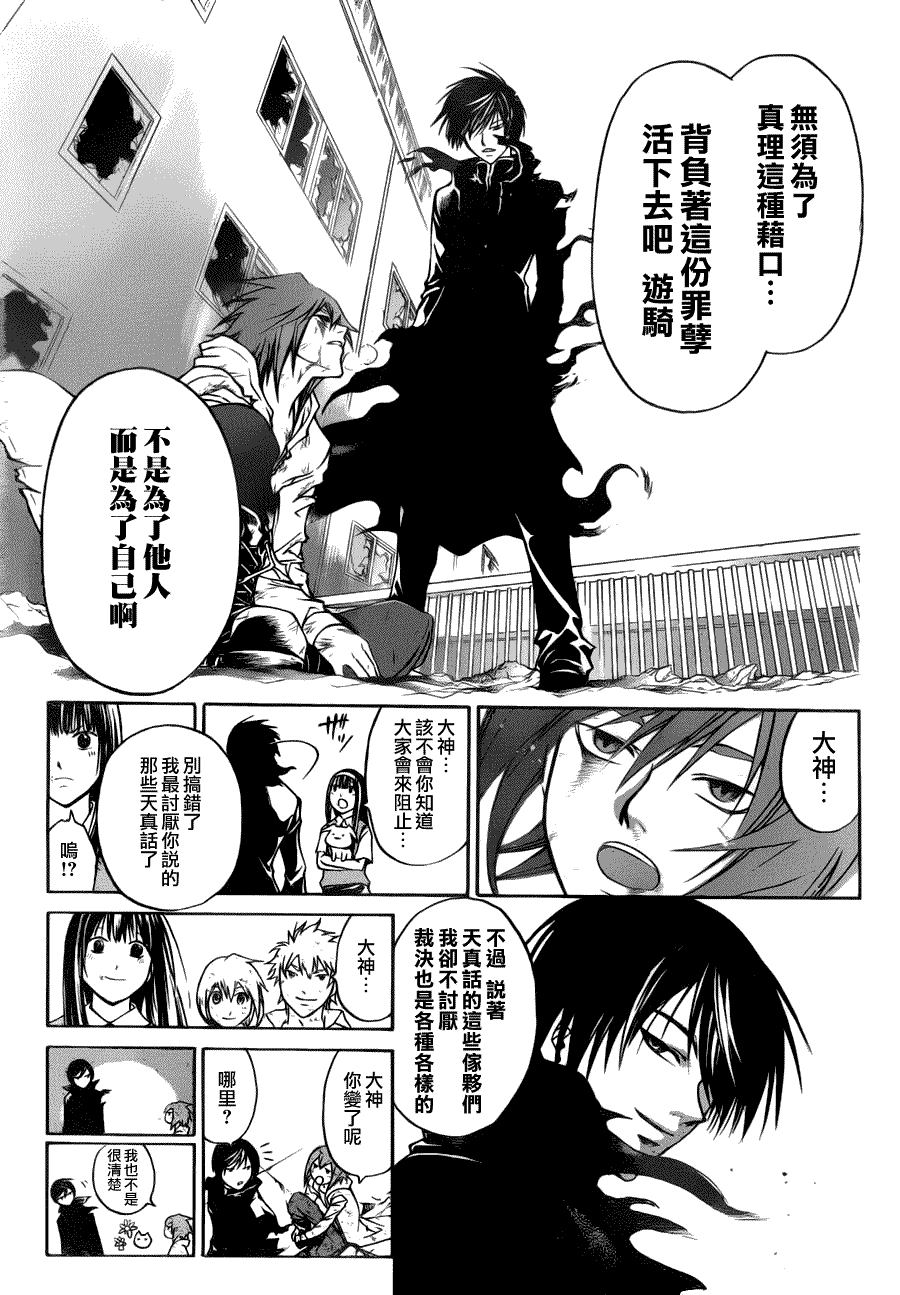 無須為了
真理這種藉口…
背負著這份罪孽
活下去吧 遊騎
不是為了他人
而是為了自己啊
大神…
大神…
該不會你知道
大家會來阻止…
別搞錯了
我最討厭你說的
那些天真話了
嗚!?
不過 說著
天真話的這些傢夥們
我卻不討厭
裁決也是各種各樣的
大神…
大神
你變了呢
哪里?
我也不是
很清楚